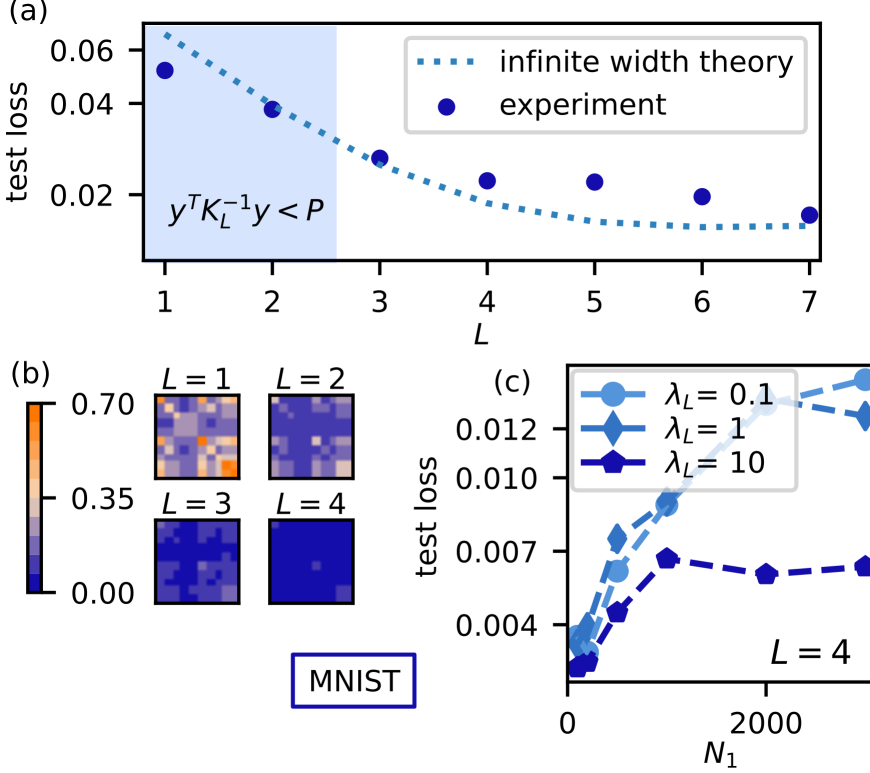 (a)
test loss
0.06
0.04
0.02
infinite width theory
experiment
y^T K_L^{-1} y < P
1 2 3 4 5 6 7
L
(b)
0.70
0.35
0.00
L = 1
L = 2
L = 3
L = 4
MNIST
(c)
test loss
0.012
0.010
0.007
0.004
λ_L= 0.1
λ_L= 1
λ_L= 10
L = 4
0 2000
N_1